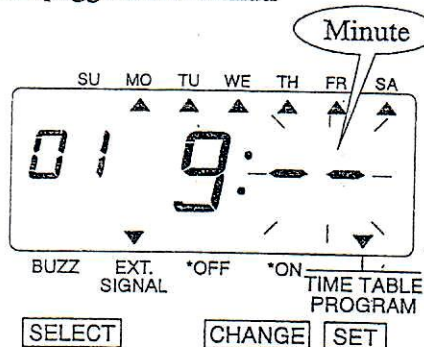 Minute
SU MO TU WE TH FR SA
01 9:--
BUZZ EXT. SIGNAL *OFF *ON TIME TABLE PROGRAM
SELECT CHANGE SET